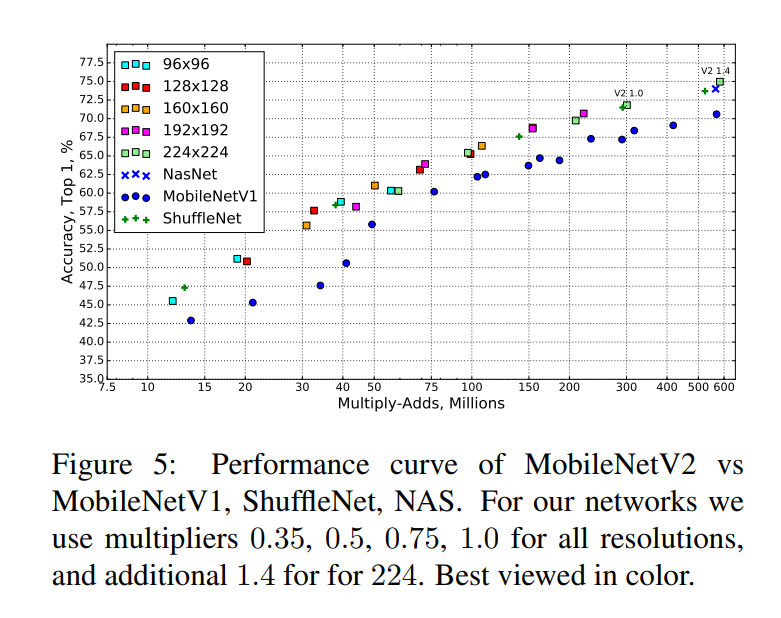 77.5
75.0
72.5
70.0
67.5
65.0
62.5
60.0
57.5
55.0
52.5
50.0
47.5
45.0
42.5
40.0
37.5
35.0
Accuracy, Top 1, %
96x96
128x128
160x160
192x192
224x224
NasNet
MobileNetV1
ShuffleNet
V2 1.0
V2 1.4
7.5 10 15 20 30 40 50 75 100 150 200 300 400 500 600
Multiply-Adds, Millions
Figure 5: Performance curve of MobileNetV2 vs
MobileNetV1, ShuffleNet, NAS. For our networks we
use multipliers 0.35, 0.5, 0.75, 1.0 for all resolutions,
and additional 1.4 for for 224. Best viewed in color.